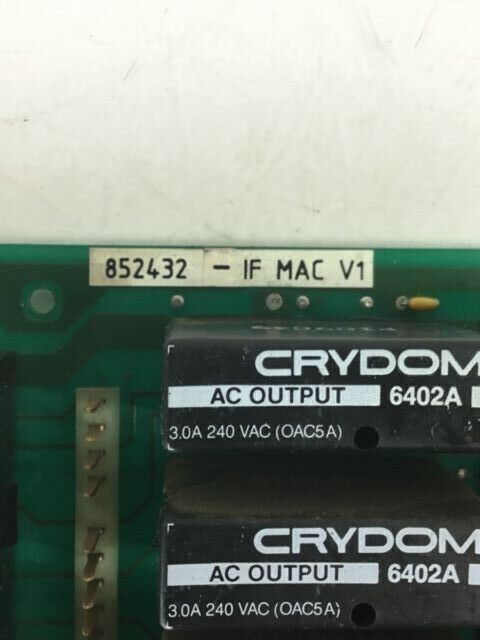 852432 - IF MAC V1
CRYDOM
AC OUTPUT 6402A
3.0A 240 VAC (OAC5A)
CRYDOM
AC OUTPUT 6402A
3.0A 240 VAC (OAC5A)